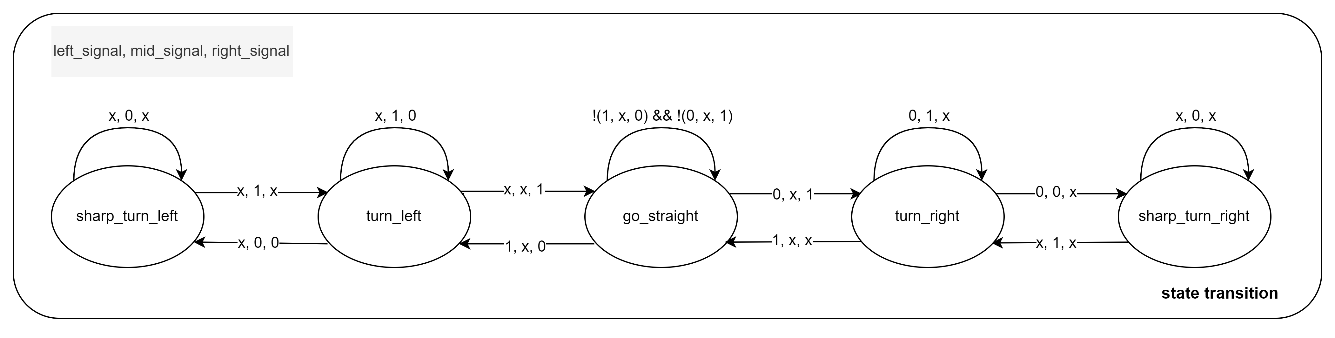 left_signal, mid_signal, right_signal
x, 0, x
x, 1, 0
!(1, x, 0) && !(0, x, 1)
0, 1, x
x, 0, x
x, 1, x
x, x, 1
0, x, 1
0, 0, x
sharp_turn_left
turn_left
go_straight
turn_right
sharp_turn_right
x, 0, 0
1, x, 0
1, x, x
x, 1, x
state transition